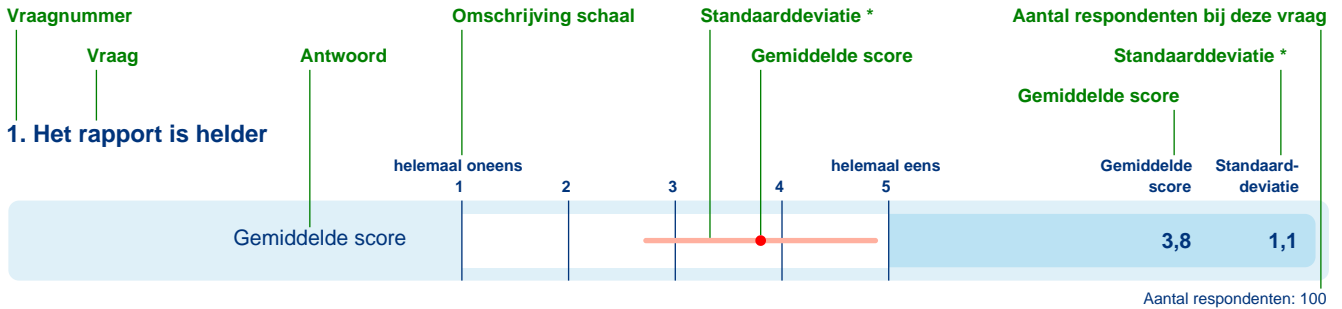 Vraagnummer Omschrijving schaal Standaarddeviatie * Aantal respondenten bij deze vraag
Vraag Antwoord Gemiddelde score Standaarddeviatie *
Gemiddelde score
1. Het rapport is helder
helemaal oneens helemaal eens Gemiddelde Standaard-
1 2 3 4 5 score deviatie
Gemiddelde score 3,8 1,1
Aantal respondenten: 100